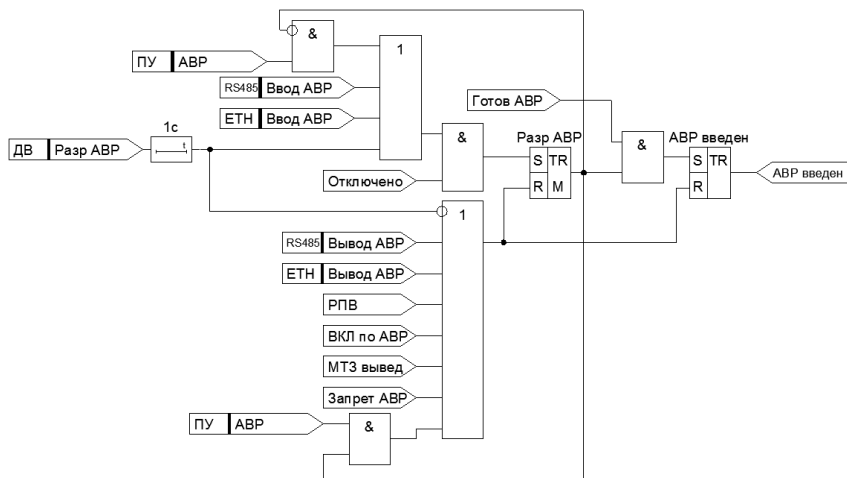 &
ПУ АВР
1
RS485 Ввод АВР
Готов АВР
ETH Ввод АВР
1с
&
Разр АВР
&
АВР введен
ДВ Разр АВР
t
S TR
S TR
АВР введен
Отключено
R M
R
1
RS485 Вывод АВР
ETH Вывод АВР
РПВ
ВКЛ по АВР
МТЗ вывед
Запрет АВР
ПУ АВР
&